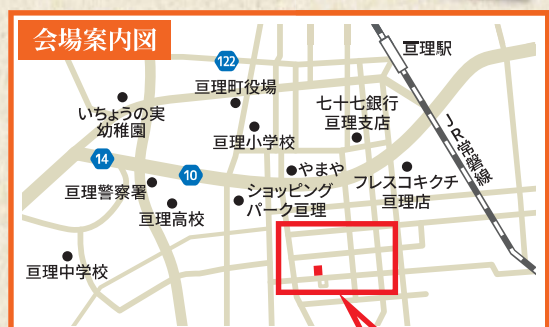 会場案内図
122
亘理駅
亘理町役場
七十七銀行
亘理支店
いちょうの実
幼稚園
亘理小学校
JR常磐線
14
10
やまや
フレスコキクチ
亘理店
亘理警察署
ショッピング
パーク亘理
亘理高校
亘理中学校